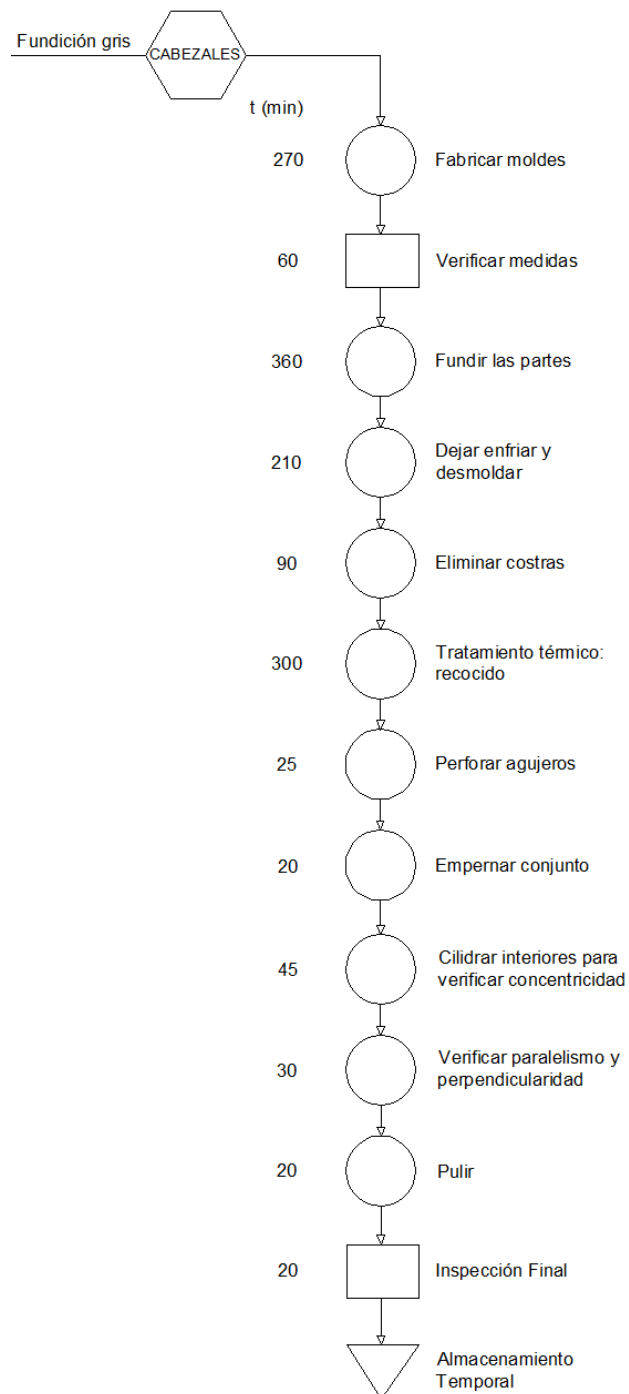 Fundición gris
CABEZALES
t (min)
270 Fabricar moldes
60 Verificar medidas
360 Fundir las partes
210 Dejar enfriar y
desmoldar
90 Eliminar costras
300 Tratamiento térmico:
recocido
25 Perforar agujeros
20 Empernar conjunto
45 Cilidrar interiores para
verificar concentricidad
30 Verificar paralelismo y
perpendicularidad
20 Pulir
20 Inspección Final
Almacenamiento
Temporal